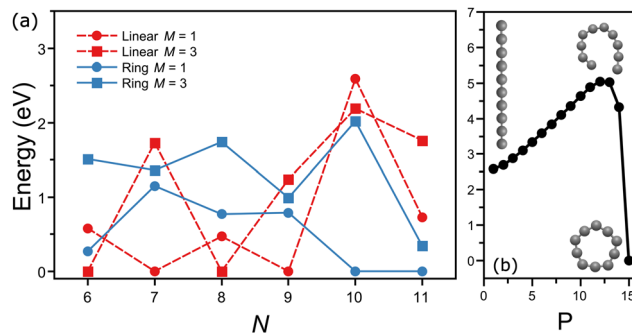 (a)
Linear M = 1
Linear M = 3
Ring M = 1
Ring M = 3
Energy (eV)
3
2
1
0
6 7 8 9 10 11
N
7
6
5
4
3
2
1
0
(b)
0 5 10 15
P